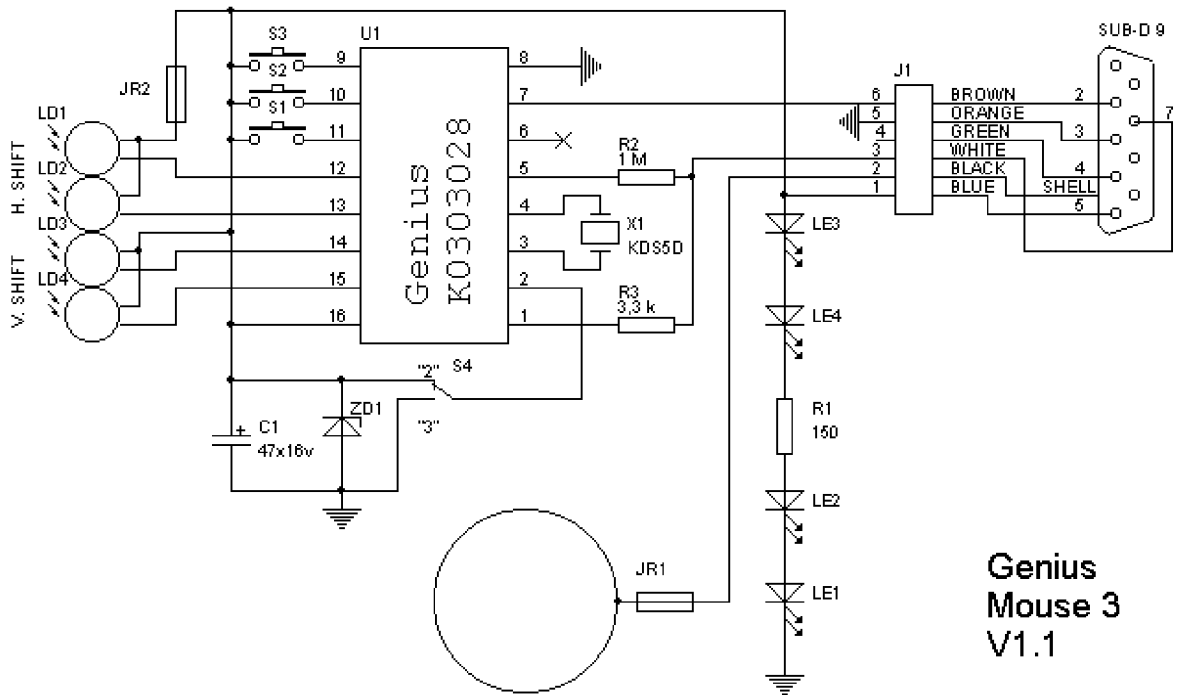 SUB-D 9
S3
U1
9
8
S2
J1
JR2
10
7
6
BROWN
2
7
LD1
S1
5
ORANGE
11
6
4
GREEN
3
R2
1 M
3
WHITE
LD2
12
5
2
BLACK
4
H. SHIFT
1
BLUE
SHELL
13
4
5
LD3
X1
KDS5D
LE3
14
3
Genius
K0303028
LD4
15
2
V. SHIFT
R3
3,3 k
16
1
LE4
"2"
S4
ZD1
R1
150
C1
47x16v
"3"
LE2
JR1
LE1
Genius
Mouse 3
V1.1